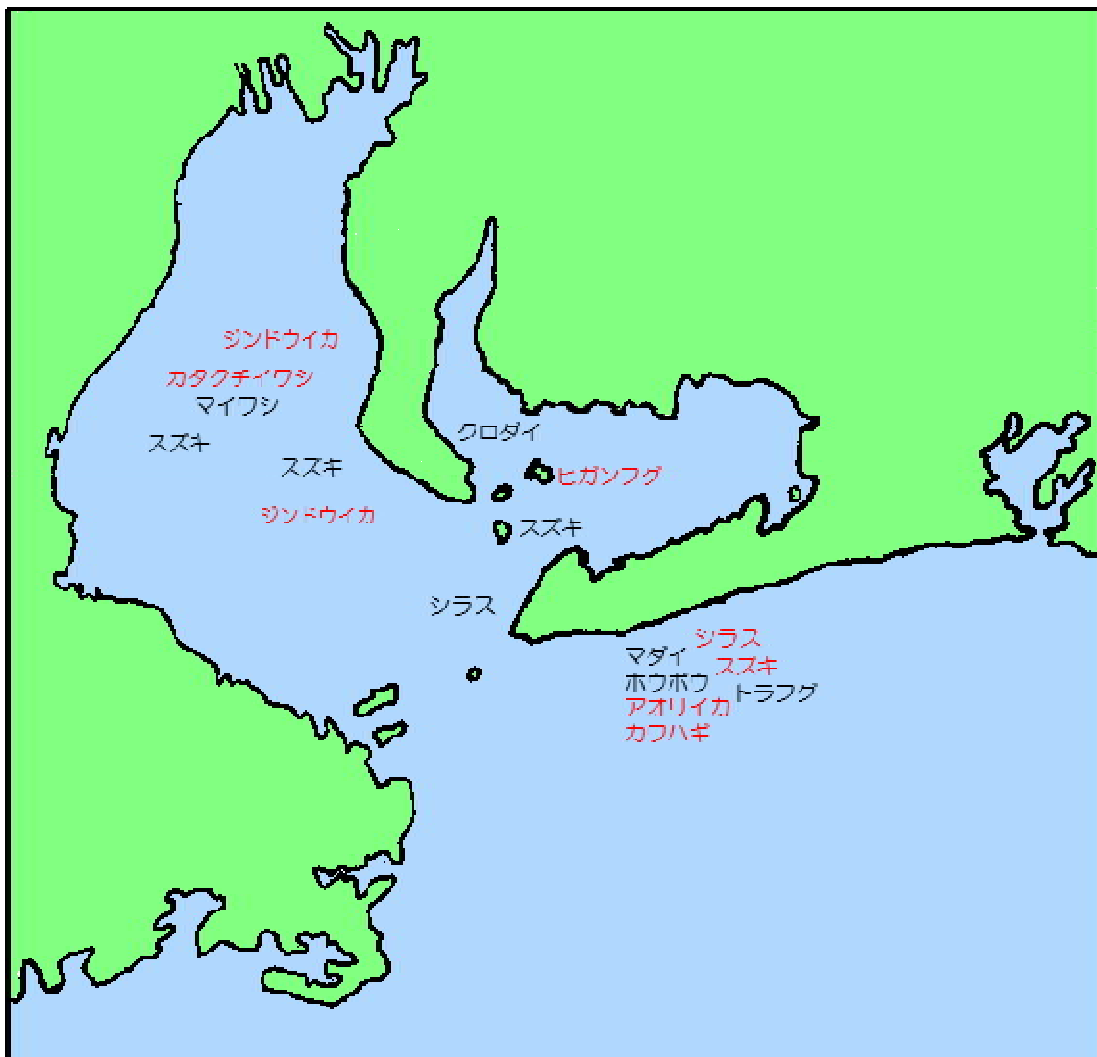 ジンドウイカ
カタクチイワシ
マイワシ
スズキ
クロダイ
スズキ
ヒガンフグ
ジンドウイカ
スズキ
シラス
シラス
マダイ
スズキ
ホウボウ
トラフグ
アオリイカ
カワハギ